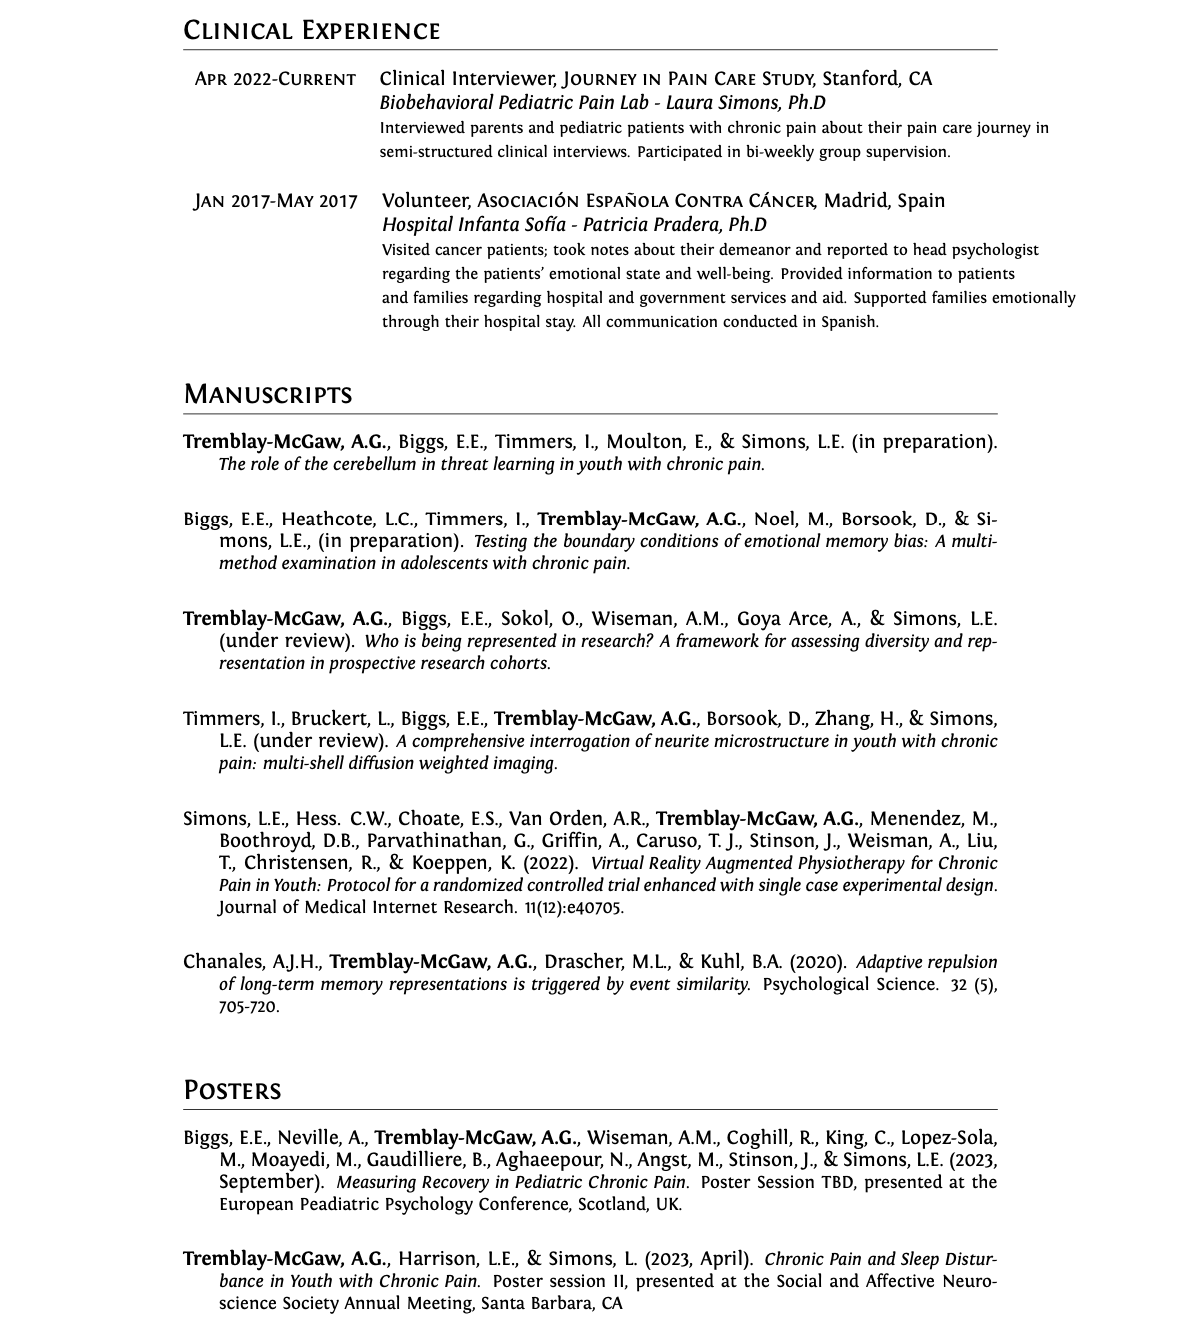 Clinical Experience
Apr 2022-Current Clinical Interviewer, Journey in Pain Care Study, Stanford, CA
Biobehavioral Pediatric Pain Lab - Laura Simons, Ph.D
Interviewed parents and pediatric patients with chronic pain about their pain care journey in
semi-structured clinical interviews. Participated in bi-weekly group supervision.
Jan 2017-May 2017 Volunteer, Asociación Española Contra Cáncer, Madrid, Spain
Hospital Infanta Sofía - Patricia Pradera, Ph.D
Visited cancer patients; took notes about their demeanor and reported to head psychologist
regarding the patients' emotional state and well-being. Provided information to patients
and families regarding hospital and government services and aid. Supported families emotionally
through their hospital stay. All communication conducted in Spanish.
Manuscripts
Tremblay-McGaw, A.G., Biggs, E.E., Timmers, I., Moulton, E., & Simons, L.E. (in preparation).
The role of the cerebellum in threat learning in youth with chronic pain.
Biggs, E.E., Heathcote, L.C., Timmers, I., Tremblay-McGaw, A.G., Noel, M., Borsook, D., & Si-
mons, L.E., (in preparation). Testing the boundary conditions of emotional memory bias: A multi-
method examination in adolescents with chronic pain.
Tremblay-McGaw, A.G., Biggs, E.E., Sokol, O., Wiseman, A.M., Goya Arce, A., & Simons, L.E.
(under review). Who is being represented in research? A framework for assessing diversity and rep-
resentation in prospective research cohorts.
Timmers, I., Bruckert, L., Biggs, E.E., Tremblay-McGaw, A.G., Borsook, D., Zhang, H., & Simons,
L.E. (under review). A comprehensive interrogation of neurite microstructure in youth with chronic
pain: multi-shell diffusion weighted imaging.
Simons, L.E., Hess. C.W., Choate, E.S., Van Orden, A.R., Tremblay-McGaw, A.G., Menendez, M.,
Boothroyd, D.B., Parvathinathan, G., Griffin, A., Caruso, T. J., Stinson, J., Weisman, A., Liu,
T., Christensen, R., & Koeppen, K. (2022). Virtual Reality Augmented Physiotherapy for Chronic
Pain in Youth: Protocol for a randomized controlled trial enhanced with single case experimental design.
Journal of Medical Internet Research. 11(12):e40705.
Chanales, A.J.H., Tremblay-McGaw, A.G., Drascher, M.L., & Kuhl, B.A. (2020). Adaptive repulsion
of long-term memory representations is triggered by event similarity. Psychological Science. 32 (5),
705-720.
Posters
Biggs, E.E., Neville, A., Tremblay-McGaw, A.G., Wiseman, A.M., Coghill, R., King, C., Lopez-Sola,
M., Moayedi, M., Gaudilliere, B., Aghaeepour, N., Angst, M., Stinson, J., & Simons, L.E. (2023,
September). Measuring Recovery in Pediatric Chronic Pain. Poster Session TBD, presented at the
European Peadiatric Psychology Conference, Scotland, UK.
Tremblay-McGaw, A.G., Harrison, L.E., & Simons, L. (2023, April). Chronic Pain and Sleep Distur-
bance in Youth with Chronic Pain. Poster session II, presented at the Social and Affective Neuro-
science Society Annual Meeting, Santa Barbara, CA